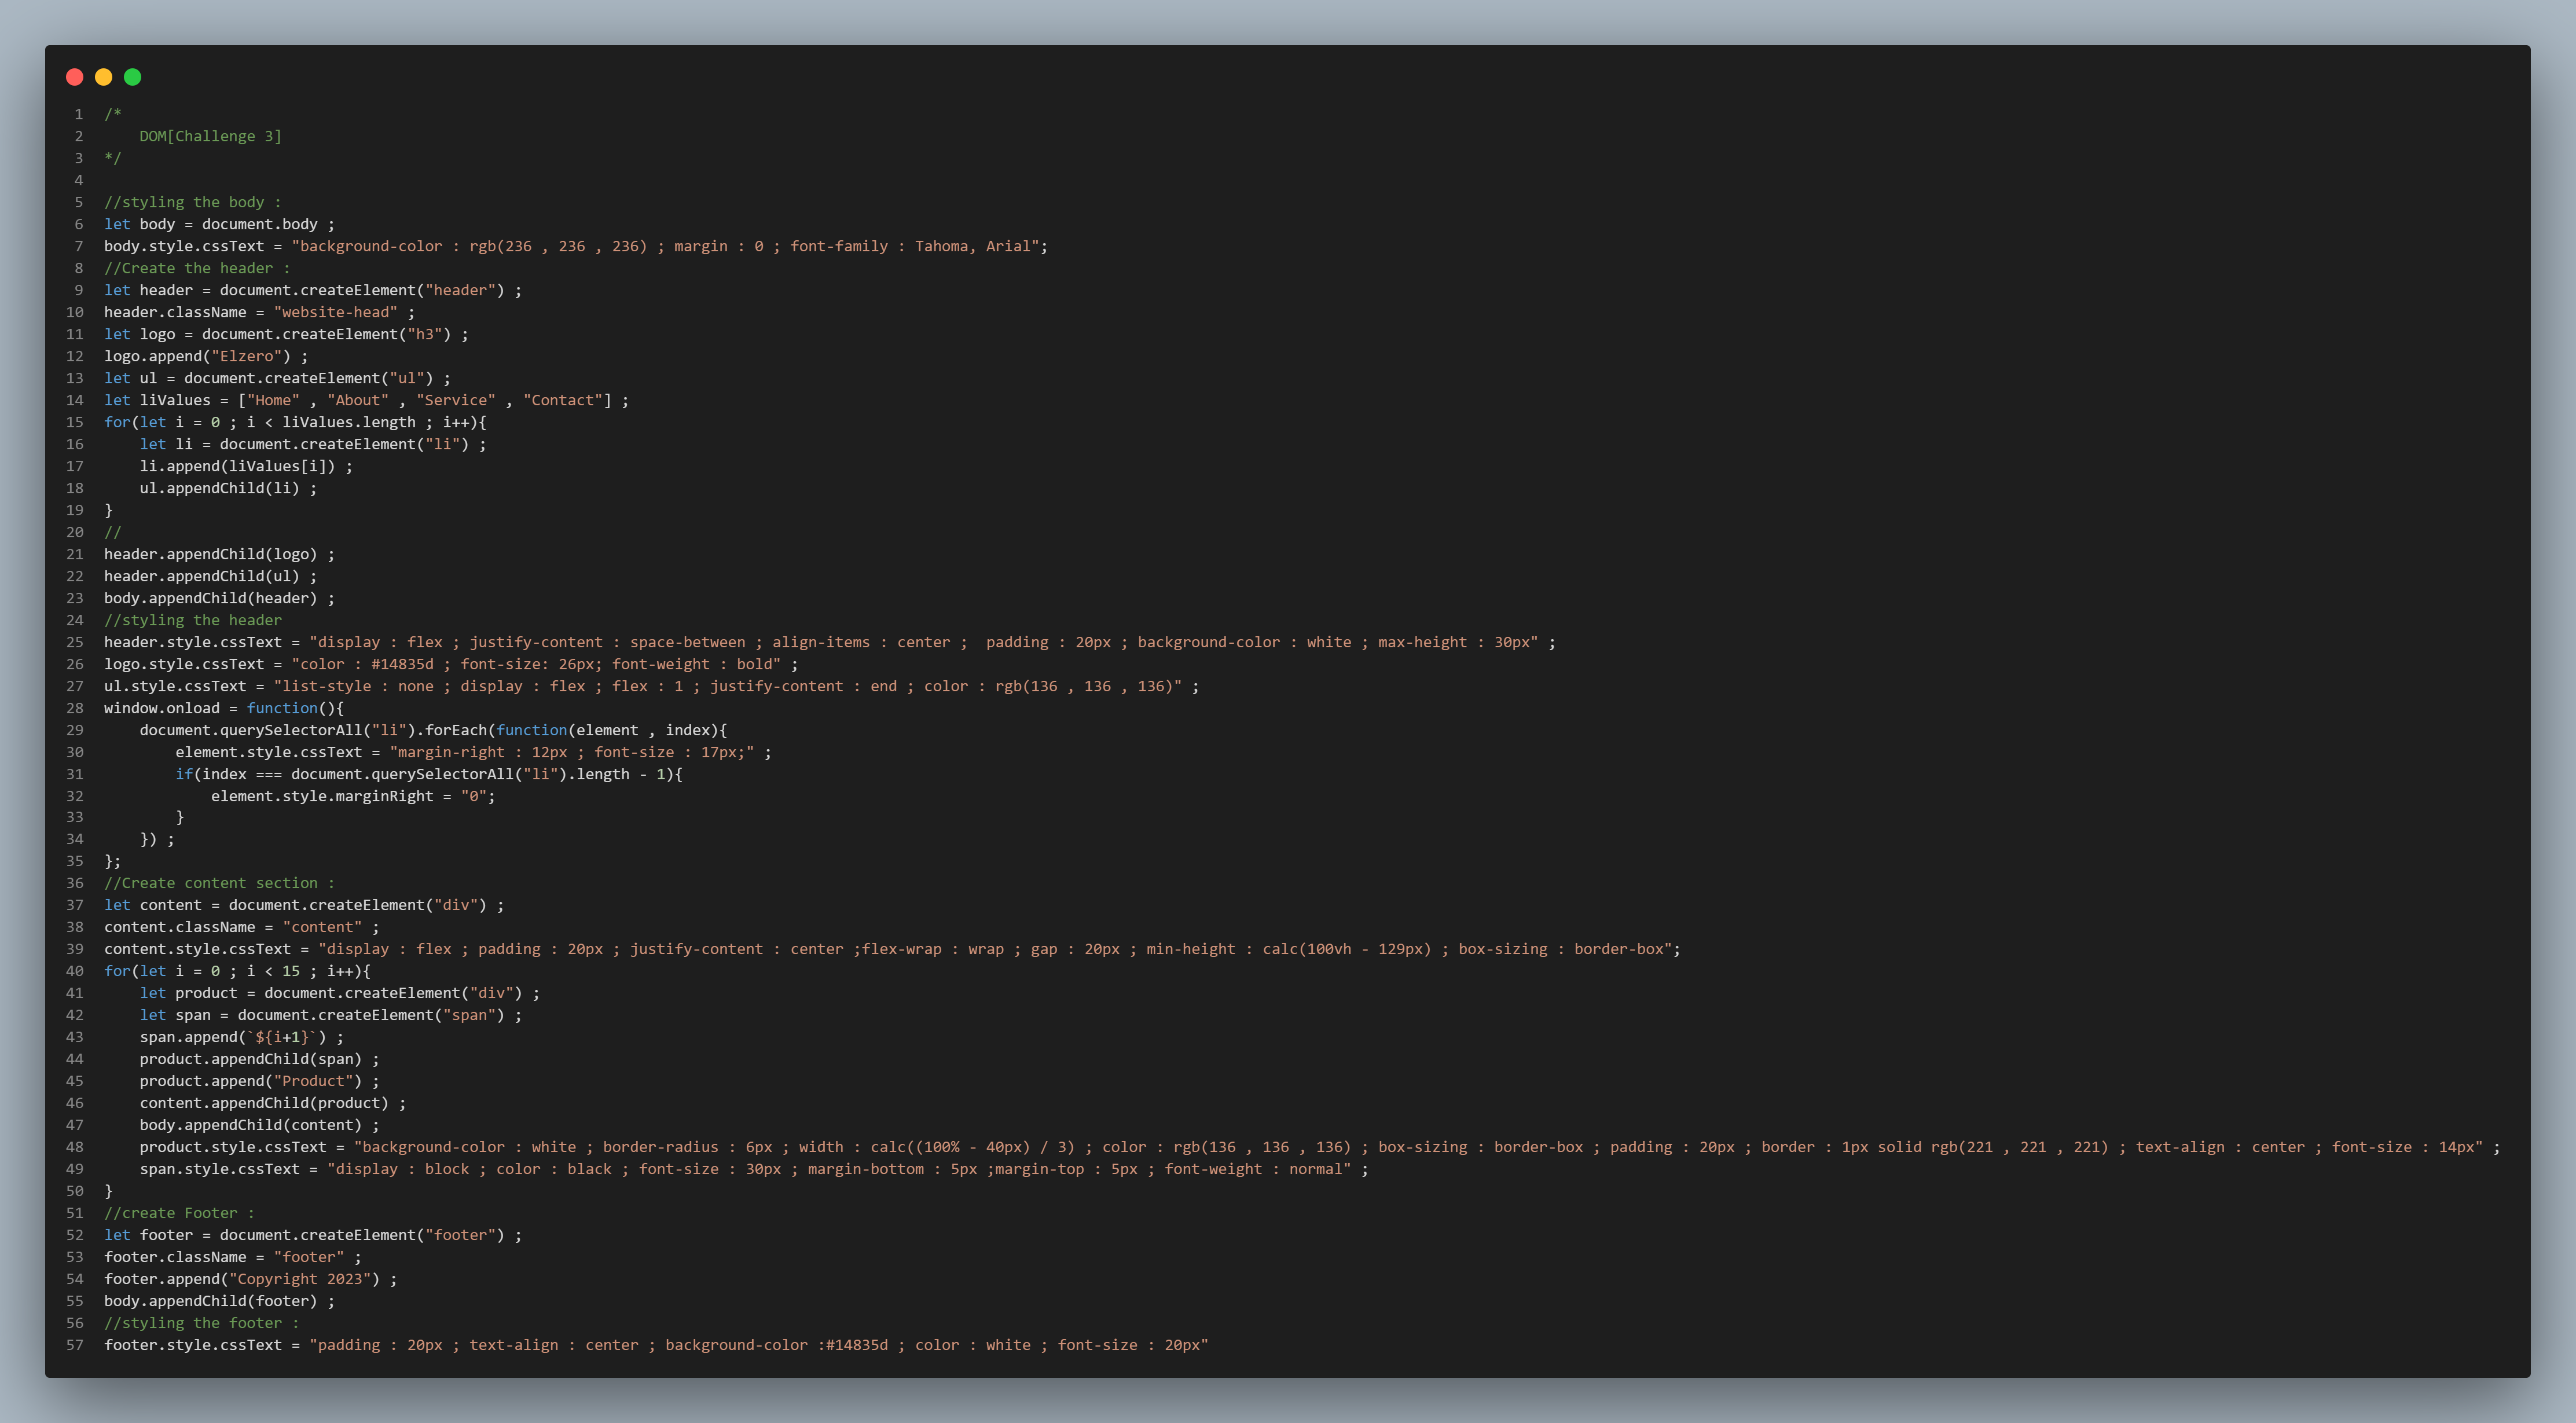 1 /*
2     DOM[Challenge 3]
3 */
4
5 //styling the body :
6 let body = document.body ;
7 body.style.cssText = "background-color : rgb(236 , 236 , 236) ; margin : 0 ; font-family : Tahoma, Arial";
8 //Create the header :
9 let header = document.createElement("header") ;
10 header.className = "website-head" ;
11 let logo = document.createElement("h3") ;
12 logo.append("Elzero") ;
13 let ul = document.createElement("ul") ;
14 let liValues = ["Home" , "About" , "Service" , "Contact"] ;
15 for(let i = 0 ; i < liValues.length ; i++){
16     let li = document.createElement("li") ;
17     li.append(liValues[i]) ;
18     ul.appendChild(li) ;
19 }
20 //
21 header.appendChild(logo) ;
22 header.appendChild(ul) ;
23 body.appendChild(header) ;
24 //styling the header
25 header.style.cssText = "display : flex ; justify-content : space-between ; align-items : center ;  padding : 20px ; background-color : white ; max-height : 30px" ;
26 logo.style.cssText = "color : #14835d ; font-size: 26px; font-weight : bold" ;
27 ul.style.cssText = "list-style : none ; display : flex ; flex : 1 ; justify-content : end ; color : rgb(136 , 136 , 136)" ;
28 window.onload = function(){
29     document.querySelectorAll("li").forEach(function(element , index){
30         element.style.cssText = "margin-right : 12px ; font-size : 17px;" ;
31         if(index === document.querySelectorAll("li").length - 1){
32             element.style.marginRight = "0";
33         }
34     }) ;
35 };
36 //Create content section :
37 let content = document.createElement("div") ;
38 content.className = "content" ;
39 content.style.cssText = "display : flex ; padding : 20px ; justify-content : center ;flex-wrap : wrap ; gap : 20px ; min-height : calc(100vh - 129px) ; box-sizing : border-box";
40 for(let i = 0 ; i < 15 ; i++){
41     let product = document.createElement("div") ;
42     let span = document.createElement("span") ;
43     span.append(`${i+1}`) ;
44     product.appendChild(span) ;
45     product.append("Product") ;
46     content.appendChild(product) ;
47     body.appendChild(content) ;
48     product.style.cssText = "background-color : white ; border-radius : 6px ; width : calc((100% - 40px) / 3) ; color : rgb(136 , 136 , 136) ; box-sizing : border-box ; padding : 20px ; border : 1px solid rgb(221 , 221 , 221) ; text-align : center ; font-size : 14px" ;
49     span.style.cssText = "display : block ; color : black ; font-size : 30px ; margin-bottom : 5px ;margin-top : 5px ; font-weight : normal" ;
50 }
51 //create Footer :
52 let footer = document.createElement("footer") ;
53 footer.className = "footer" ;
54 footer.append("Copyright 2023") ;
55 body.appendChild(footer) ;
56 //styling the footer :
57 footer.style.cssText = "padding : 20px ; text-align : center ; background-color :#14835d ; color : white ; font-size : 20px"